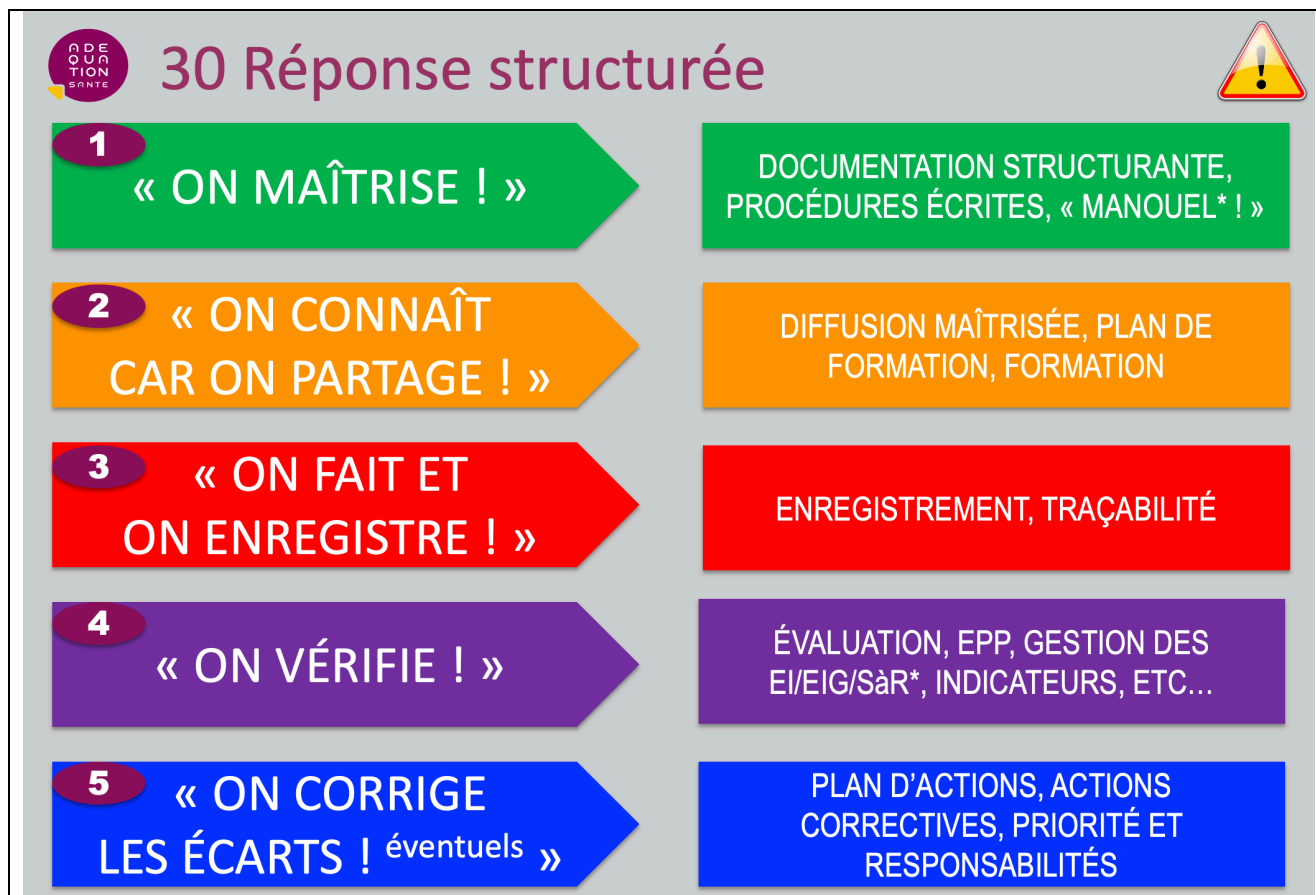 ADE
QUA
TION
SANTE
30 Réponse structurée
!
1
« ON MAÎTRISE ! »
DOCUMENTATION STRUCTURANTE,
PROCÉDURES ÉCRITES, « MANOUEL* ! »
2
« ON CONNAÎT
CAR ON PARTAGE ! »
DIFFUSION MAÎTRISÉE, PLAN DE
FORMATION, FORMATION
3
« ON FAIT ET
ON ENREGISTRE ! »
ENREGISTREMENT, TRAÇABILITÉ
4
« ON VÉRIFIE ! »
ÉVALUATION, EPP, GESTION DES
EI/EIG/SàR*, INDICATEURS, ETC…
5
« ON CORRIGE
LES ÉCARTS ! éventuels »
PLAN D’ACTIONS, ACTIONS
CORRECTIVES, PRIORITÉ ET
RESPONSABILITÉS